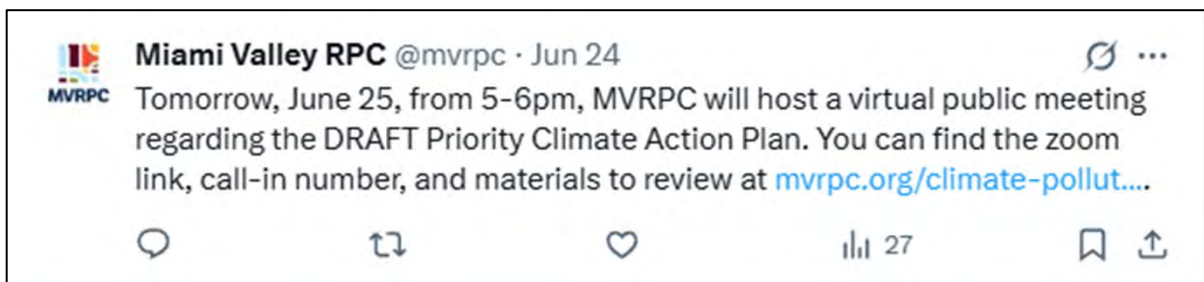 Miami Valley RPC @mvrpc · Jun 24
MVRPC
Tomorrow, June 25, from 5-6pm, MVRPC will host a virtual public meeting
regarding the DRAFT Priority Climate Action Plan. You can find the zoom
link, call-in number, and materials to review at mvrpc.org/climate-pollut....
27